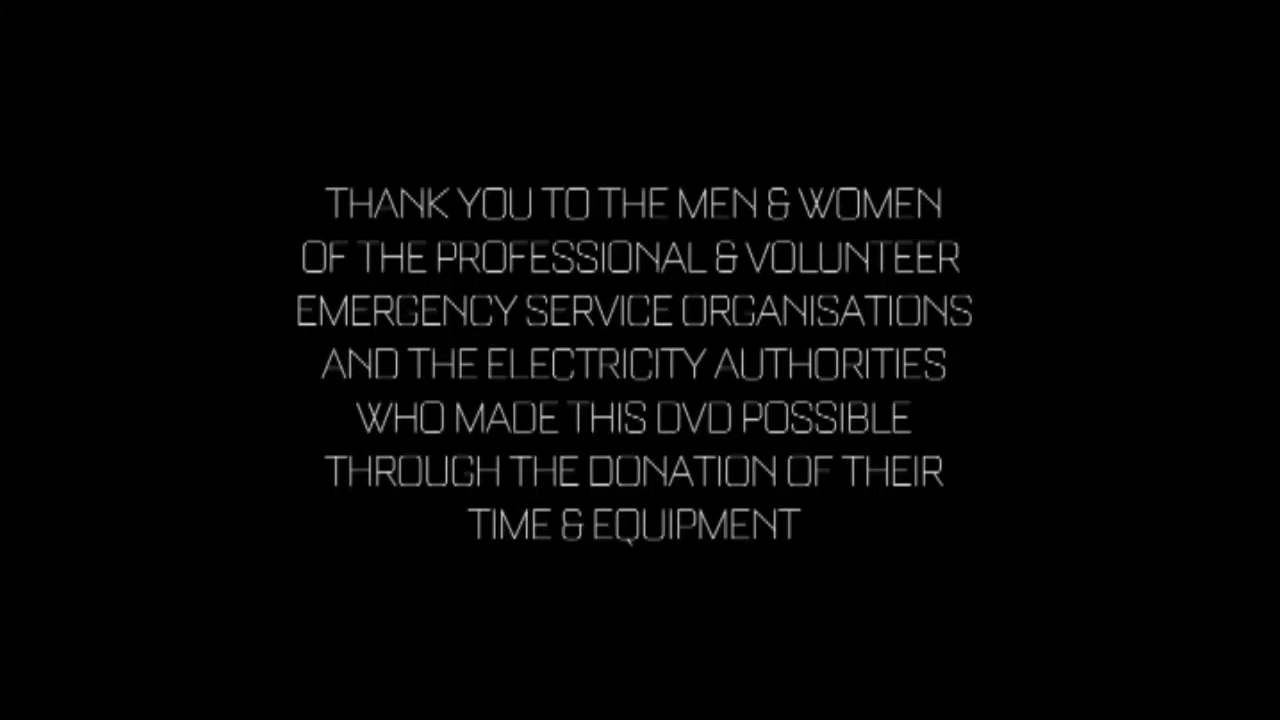 THANK YOU TO THE MEN & WOMEN
OF THE PROFESSIONAL & VOLUNTEER
EMERGENCY SERVICE ORGANISATIONS
AND THE ELECTRICITY AUTHORITIES
WHO MADE THIS DVD POSSIBLE
THROUGH THE DONATION OF THEIR
TIME & EQUIPMENT